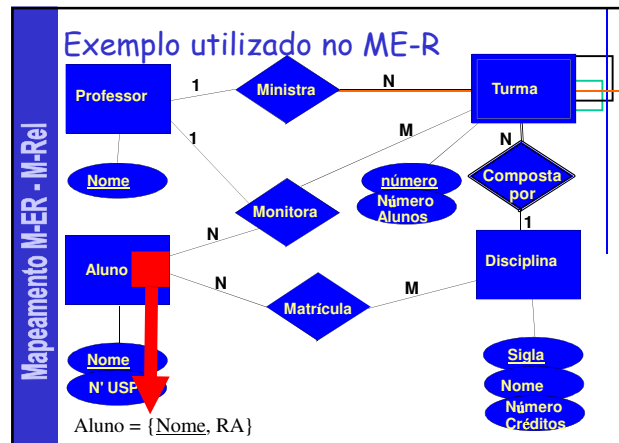 Exemplo utilizado no ME-R
Mapeamento M-ER - M-Rel
Professor
1
Ministra
N
Turma
1
M
N
Nome
número
Número
Alunos
Composta
por
Monitora
N
1
Aluno
Disciplina
N
Matrícula
M
Nome
N' USP
Sigla
Nome
Número
Créditos
Aluno = {Nome, RA}